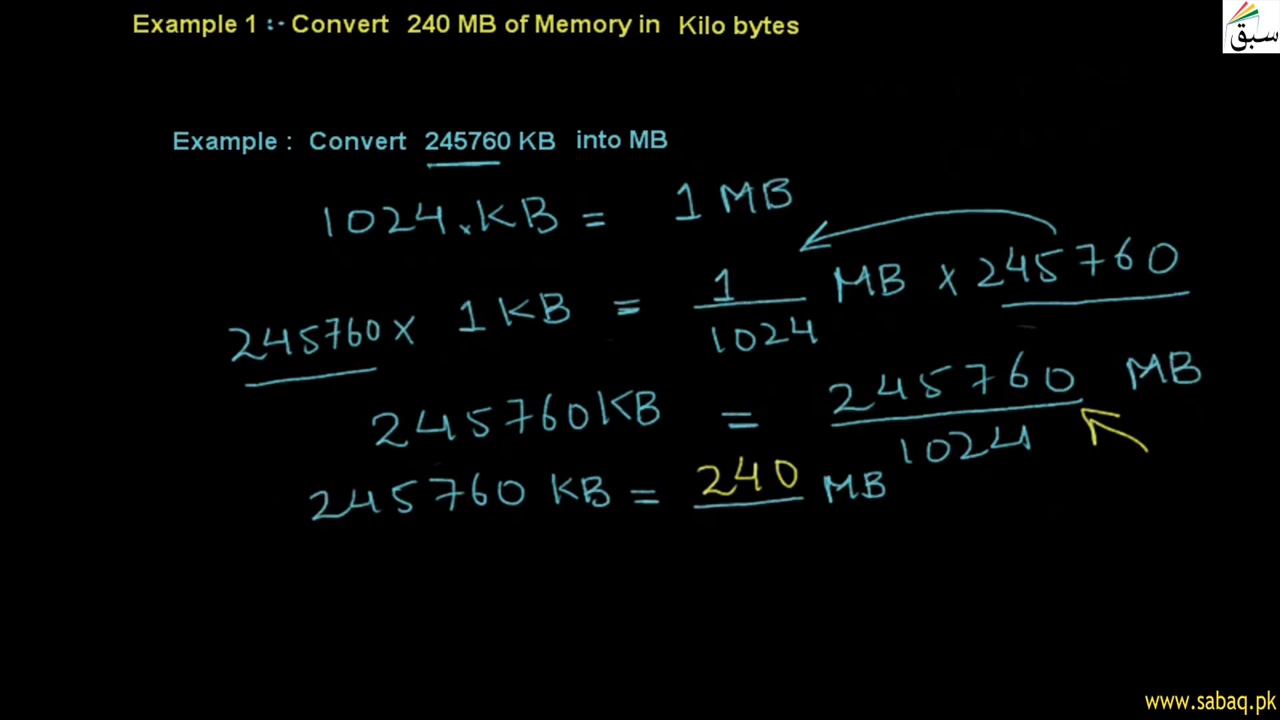 Example 1 :- Convert 240 MB of Memory in Kilo bytes
سبق
Example : Convert 245760 KB into MB
1024 . KB = 1 MB
245760 x 1 KB = 1/1024 MB x 245760
245760 KB = 245760/1024 MB
245760 KB = 240 MB
www.sabaq.pk